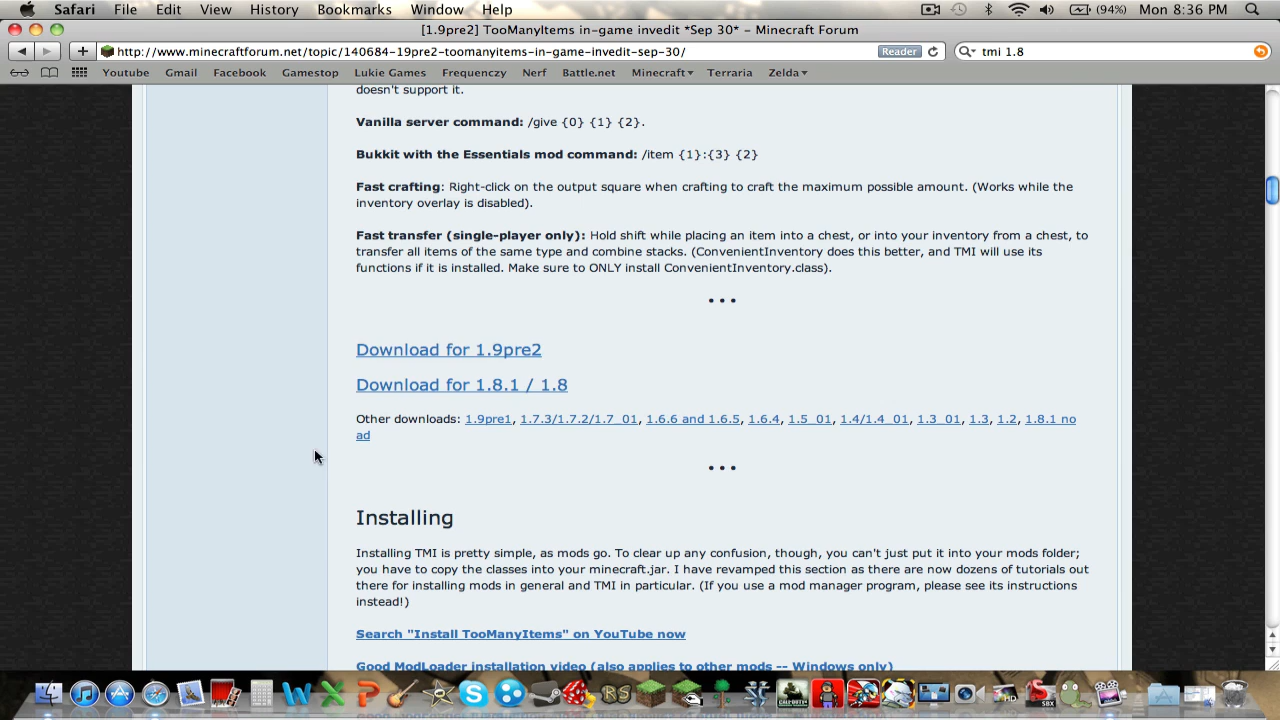 Safari File Edit View History Bookmarks Window Help (94%) Mon 8:36 PM
[1.9pre2] TooManyItems in-game invedit *Sep 30* - Minecraft Forum
http://www.minecraftforum.net/topic/140684-19pre2-toomanyitems-in-game-invedit-sep-30/ Reader tmi 1.8
Youtube Gmail Facebook Gamestop Lukie Games Frequenczy Nerf Battle.net Minecraft▾ Terraria Zelda▾
doesn't support it.
Vanilla server command: /give {0} {1} {2}.
Bukkit with the Essentials mod command: /item {1}:{3} {2}
Fast crafting: Right-click on the output square when crafting to craft the maximum possible amount. (Works while the
inventory overlay is disabled).
Fast transfer (single-player only): Hold shift while placing an item into a chest, or into your inventory from a chest, to
transfer all items of the same type and combine stacks. (ConvenientInventory does this better, and TMI will use its
functions if it is installed. Make sure to ONLY install ConvenientInventory.class).
• • •
Download for 1.9pre2
Download for 1.8.1 / 1.8
Other downloads: 1.9pre1, 1.7.3/1.7.2/1.7_01, 1.6.6 and 1.6.5, 1.6.4, 1.5_01, 1.4/1.4_01, 1.3_01, 1.3, 1.2, 1.8.1 no
ad
• • •
Installing
Installing TMI is pretty simple, as mods go. To clear up any confusion, though, you can't just put it into your mods folder;
you have to copy the classes into your minecraft.jar. I have revamped this section as there are now dozens of tutorials out
there for installing mods in general and TMI in particular. (If you use a mod manager program, please see its instructions
instead!)
Search "Install TooManyItems" on YouTube now
Good ModLoader installation video (also applies to other mods -- Windows only)